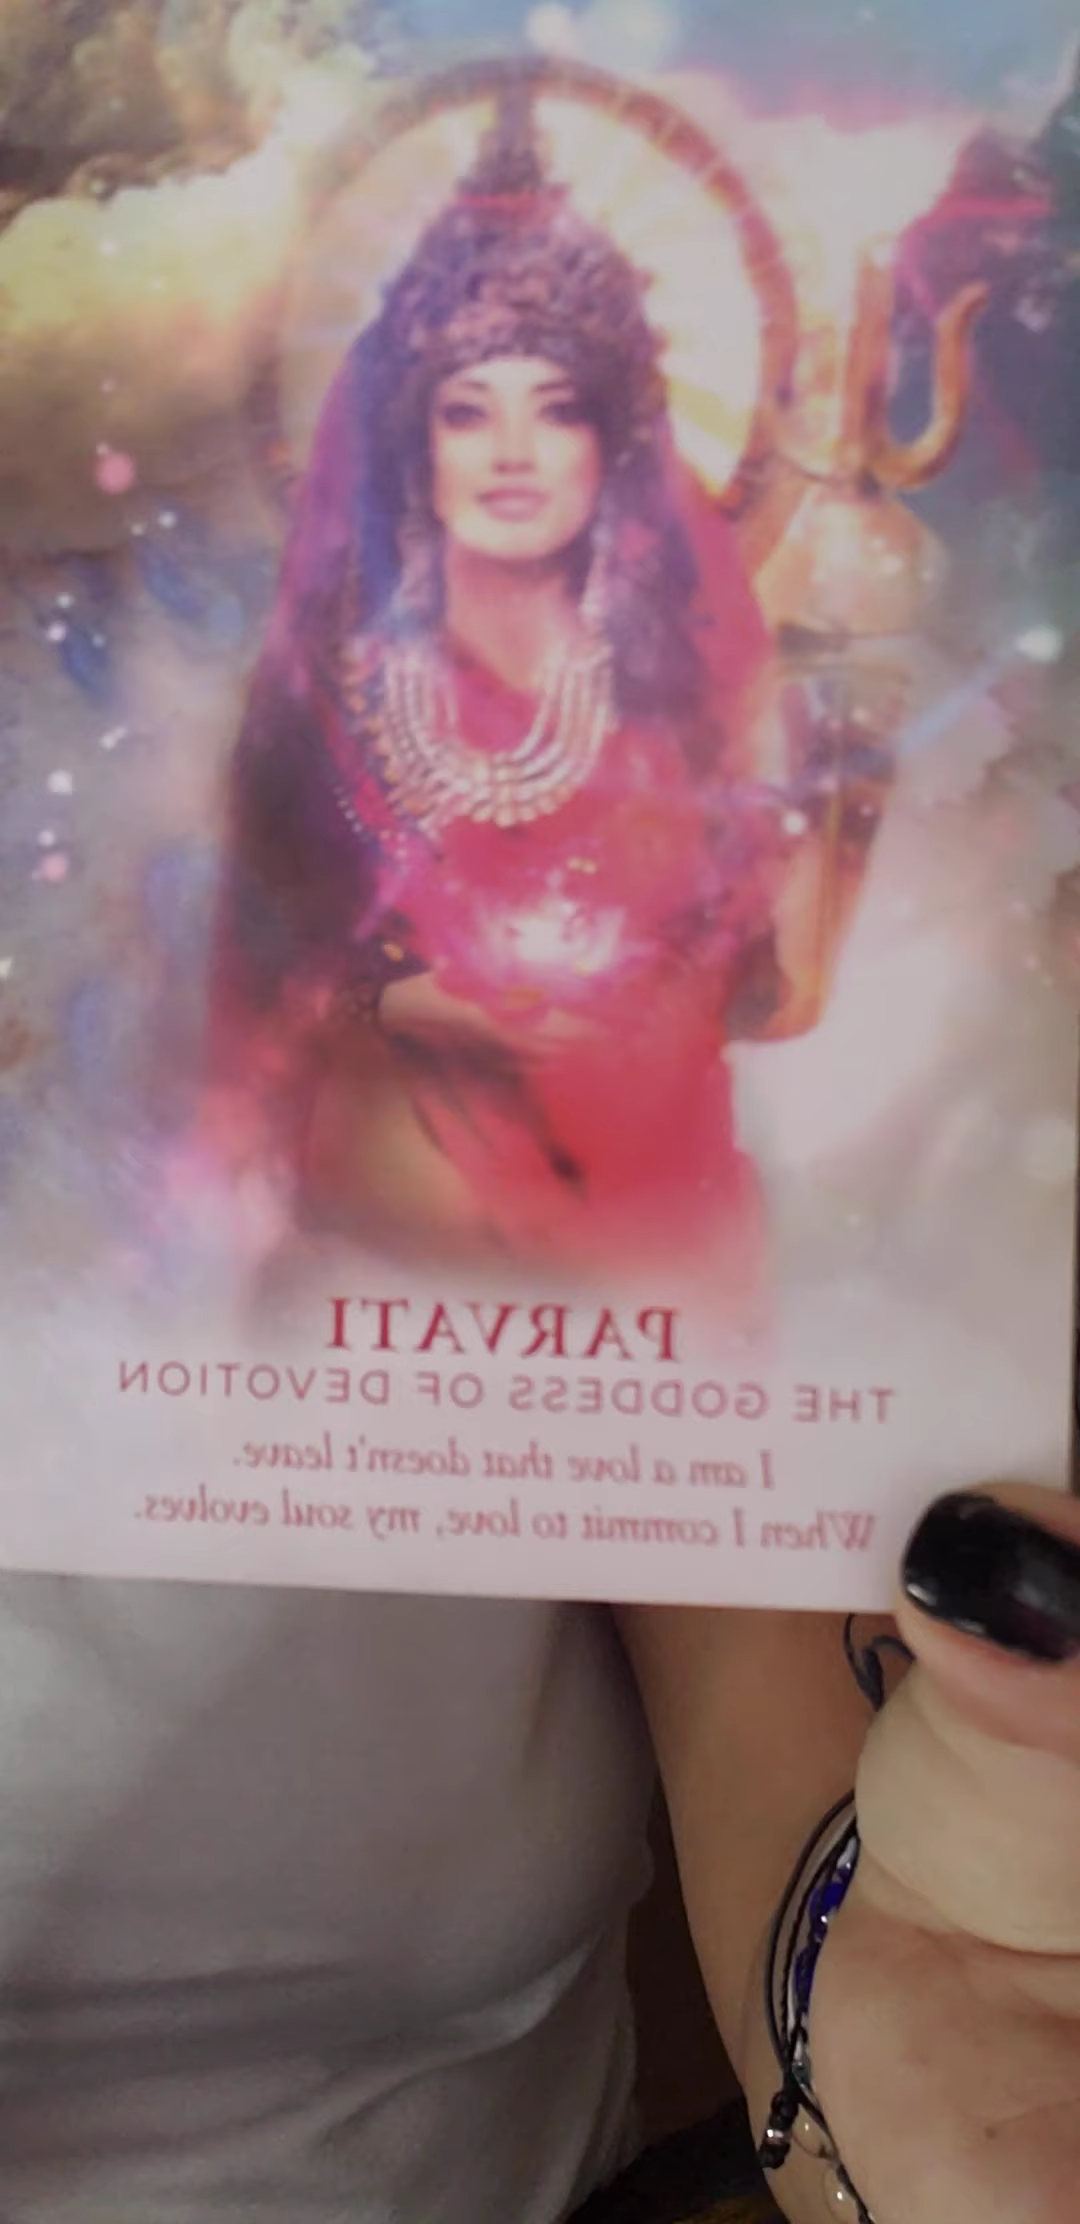 PARVATI
THE GODDESS OF DEVOTION
I am a love that doesn't leave.
When I commit to love, my soul evolves.